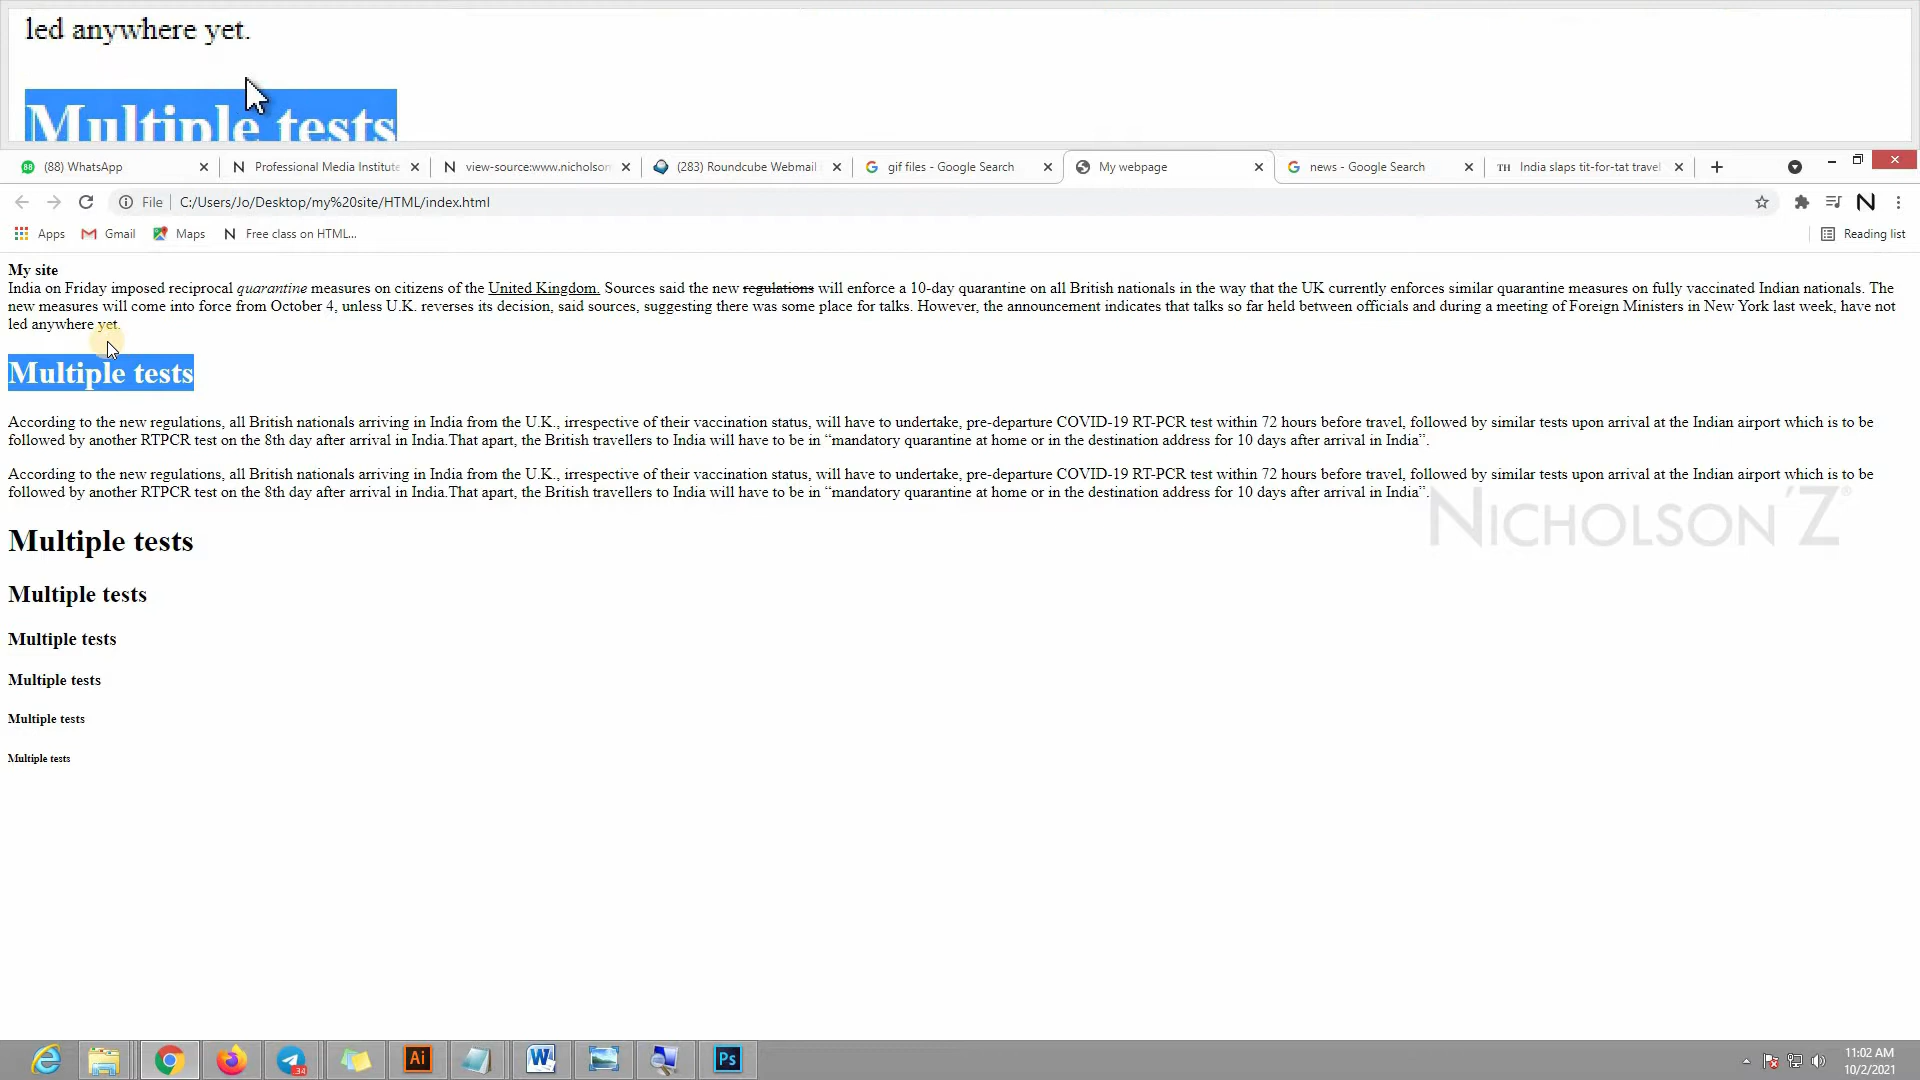 led anywhere yet.
Multiple tests
(88) WhatsApp
Professional Media Institute
view-source:www.nicholson
(283) Roundcube Webmail
gif files - Google Search
My webpage
news - Google Search
TH India slaps tit-for-tat travel
File C:/Users/Jo/Desktop/my%20site/HTML/index.html
Apps Gmail Maps Free class on HTML... Reading list
My site
India on Friday imposed reciprocal quarantine measures on citizens of the United Kingdom. Sources said the new regulations will enforce a 10-day quarantine on all British nationals in the way that the UK currently enforces similar quarantine measures on fully vaccinated Indian nationals. The
new measures will come into force from October 4, unless U.K. reverses its decision, said sources, suggesting there was some place for talks. However, the announcement indicates that talks so far held between officials and during a meeting of Foreign Ministers in New York last week, have not
led anywhere yet.
Multiple tests
According to the new regulations, all British nationals arriving in India from the U.K., irrespective of their vaccination status, will have to undertake, pre-departure COVID-19 RT-PCR test within 72 hours before travel, followed by similar tests upon arrival at the Indian airport which is to be
followed by another RTPCR test on the 8th day after arrival in India.That apart, the British travellers to India will have to be in “mandatory quarantine at home or in the destination address for 10 days after arrival in India”.
According to the new regulations, all British nationals arriving in India from the U.K., irrespective of their vaccination status, will have to undertake, pre-departure COVID-19 RT-PCR test within 72 hours before travel, followed by similar tests upon arrival at the Indian airport which is to be
followed by another RTPCR test on the 8th day after arrival in India.That apart, the British travellers to India will have to be in “mandatory quarantine at home or in the destination address for 10 days after arrival in India”.
NICHOLSON'Z®
Multiple tests
Multiple tests
Multiple tests
Multiple tests
Multiple tests
Multiple tests
34
Ai
W
Ps
11:02 AM
10/2/2021